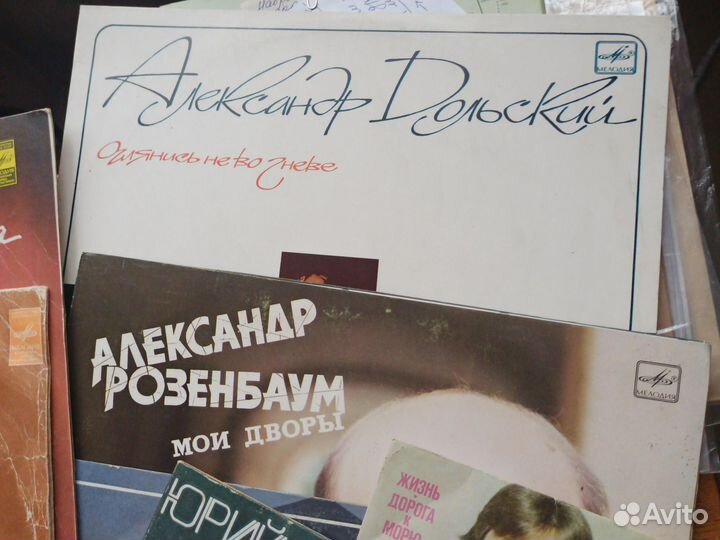 Александр Дольский
МЕЛОДИЯ
Оглянись не во гневе
АЛЕКСАНДР
РОЗЕНБАУМ
МОИ ДВОРЫ
МЕЛОДИЯ
ЮРИЙ
ЖИЗНЬ
ДОРОГА
К
МОРЮ
Avito